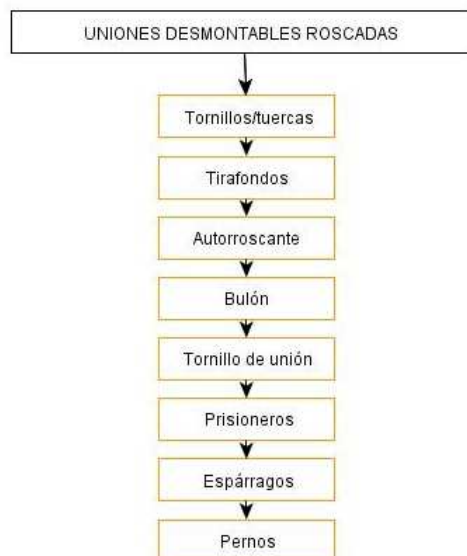 UNIONES DESMONTABLES ROSCADAS
Tornillos/tuercas
Tirafondos
Autorroscante
Bulón
Tornillo de unión
Prisioneros
Espárragos
Pernos